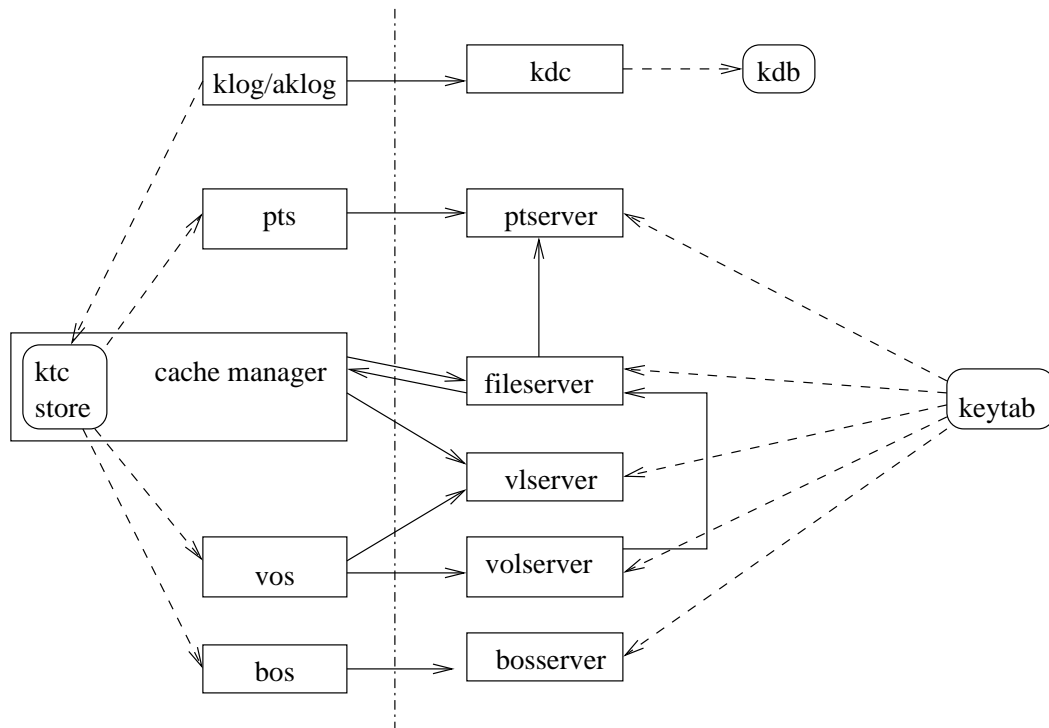 klog/aklog
kdc
kdb
pts
ptserver
ktc
store
cache manager
fileserver
keytab
vlserver
vos
volserver
bos
bosserver